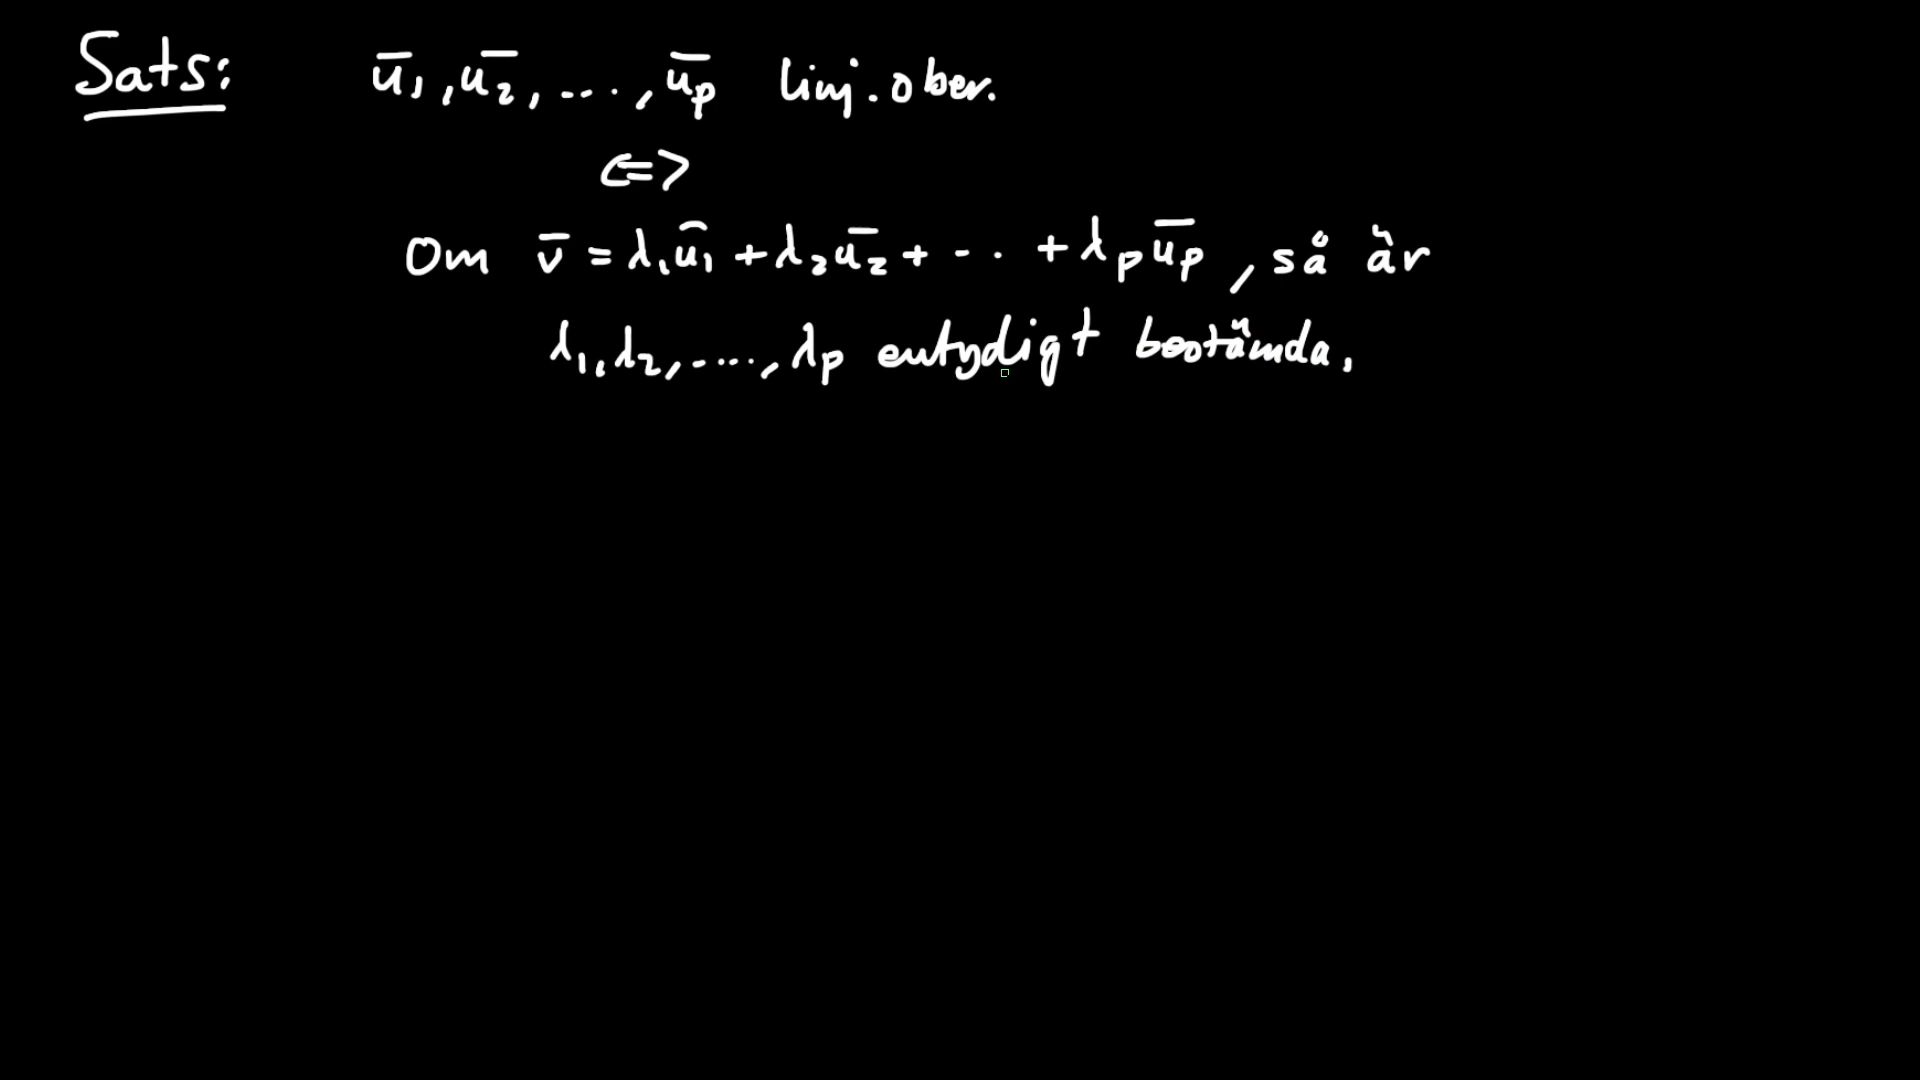 Sats: ū₁, ū₂, ..., ūₚ linj. ober.
<=>
Om v̄ = λ₁ū₁ + λ₂ū₂ + ... + λₚūₚ, så är
λ₁, λ₂, ...., λₚ entydigt bestämda.